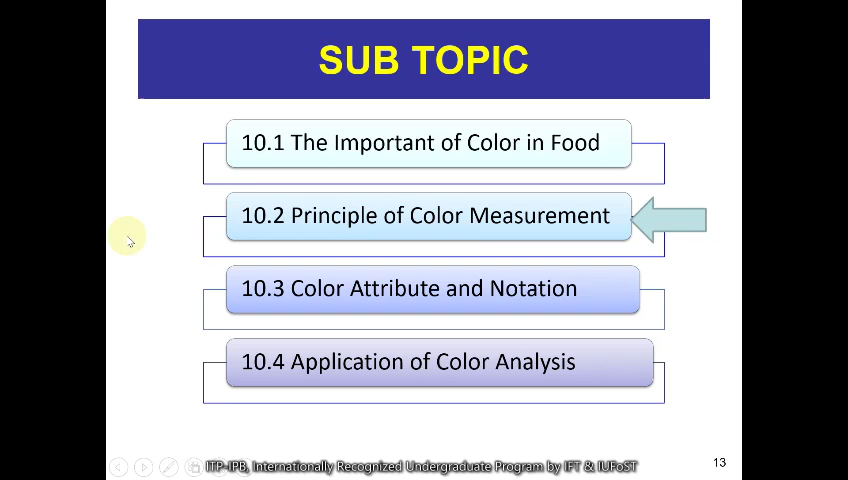 SUB TOPIC
10.1 The Important of Color in Food
10.2 Principle of Color Measurement
10.3 Color Attribute and Notation
10.4 Application of Color Analysis
ITP-IPB, Internationally Recognized Undergraduate Program by IFT & IUFoST
13